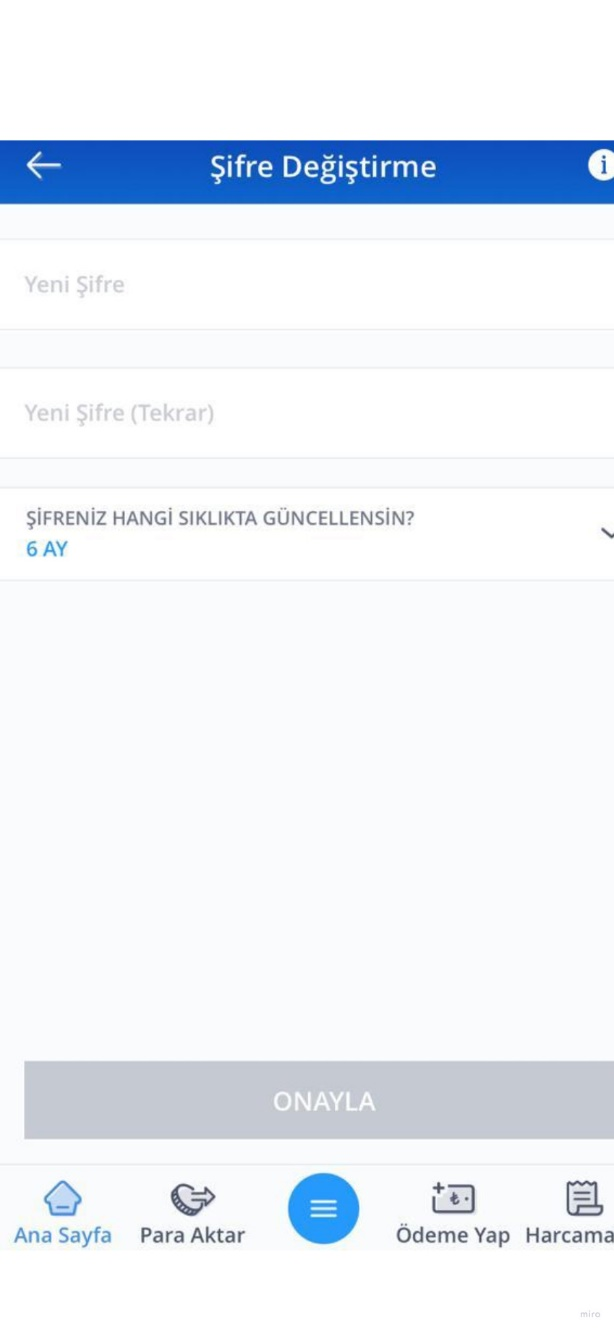 Şifre Değiştirme
i
Yeni Şifre
Yeni Şifre (Tekrar)
ŞİFRENİZ HANGİ SIKLIKTA GÜNCELLENSİN?
6 AY
ONAYLA
Ana Sayfa
Para Aktar
Ödeme Yap
Harcama
miro